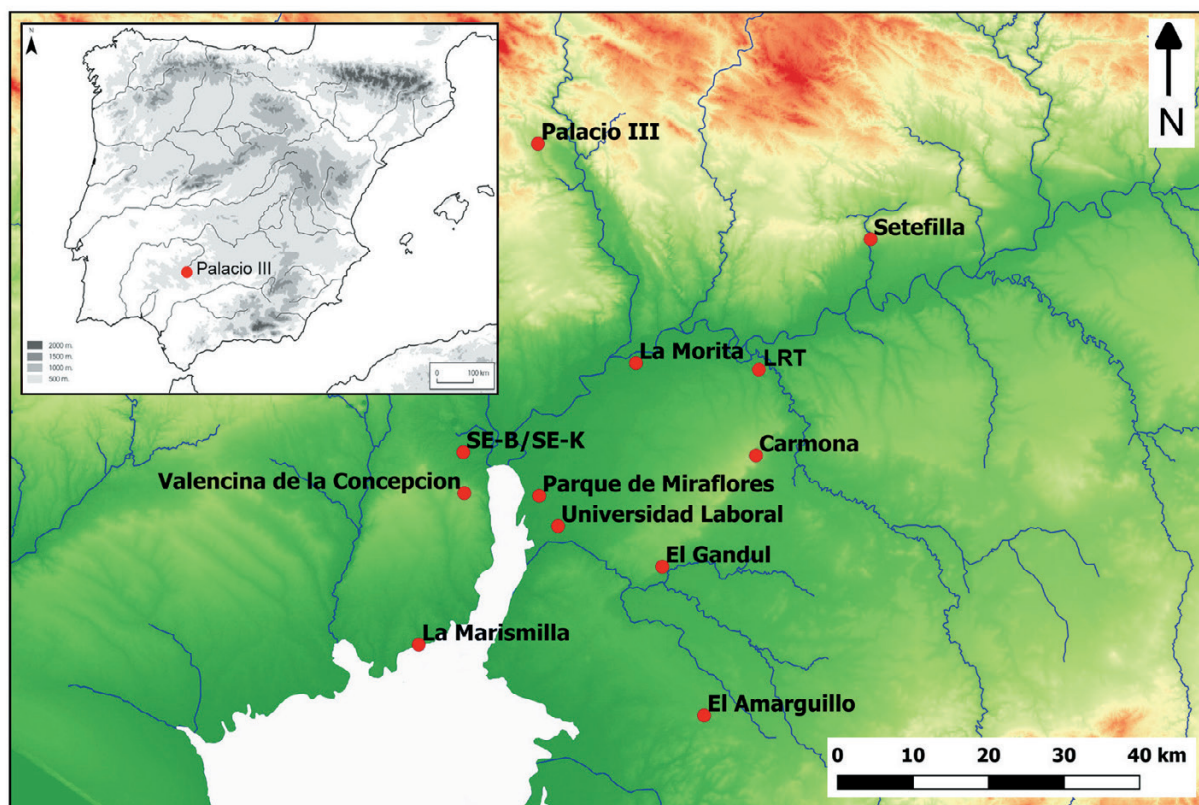 N
Palacio III
2000 m.
1500 m.
1000 m.
500 m.
0 100 km
N
Palacio III
Setefilla
La Morita
LRT
SE-B/SE-K
Carmona
Valencina de la Concepcion
Parque de Miraflores
Universidad Laboral
El Gandul
La Marismilla
El Amarguillo
0 10 20 30 40 km